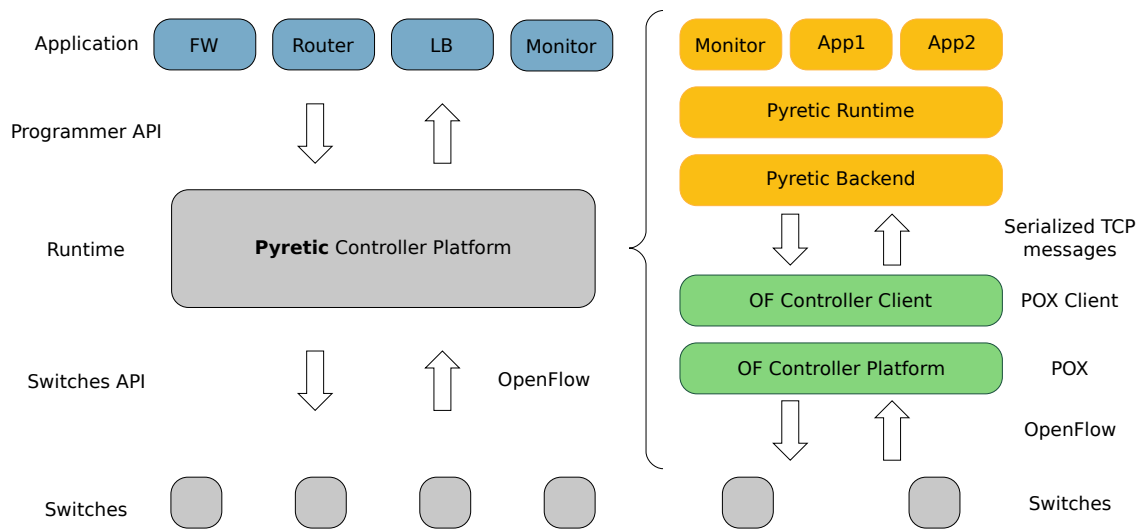 Application
FW
Router
LB
Monitor
Programmer API
Runtime
Pyretic Controller Platform
Switches API
OpenFlow
Switches
Monitor
App1
App2
Pyretic Runtime
Pyretic Backend
Serialized TCP
messages
OF Controller Client
POX Client
OF Controller Platform
POX
OpenFlow
Switches